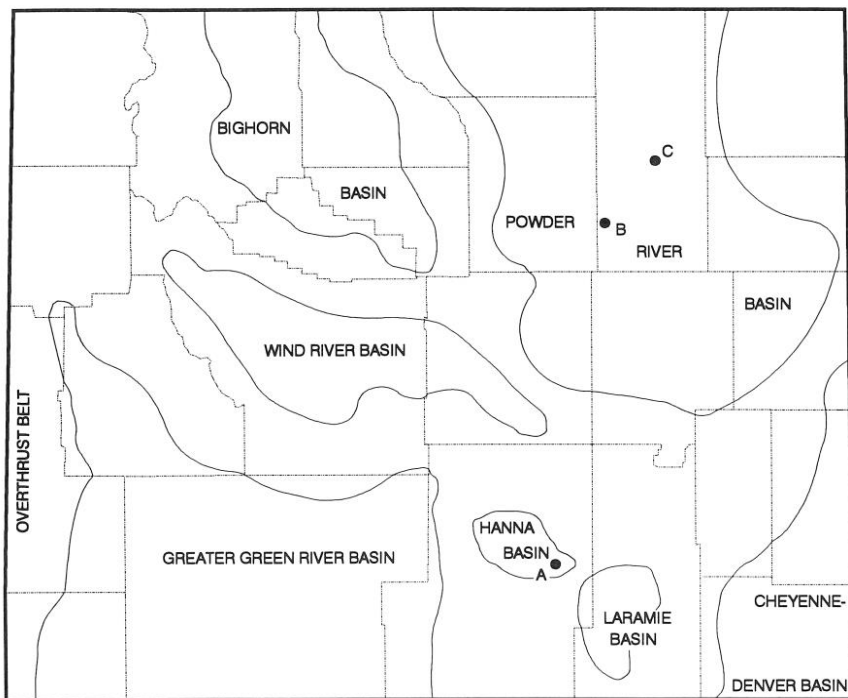 BIGHORN
BASIN
C
POWDER
B
RIVER
BASIN
WIND RIVER BASIN
OVERTHRUST BELT
HANNA
BASIN
A
GREATER GREEN RIVER BASIN
CHEYENNE-
LARAMIE
BASIN
DENVER BASIN